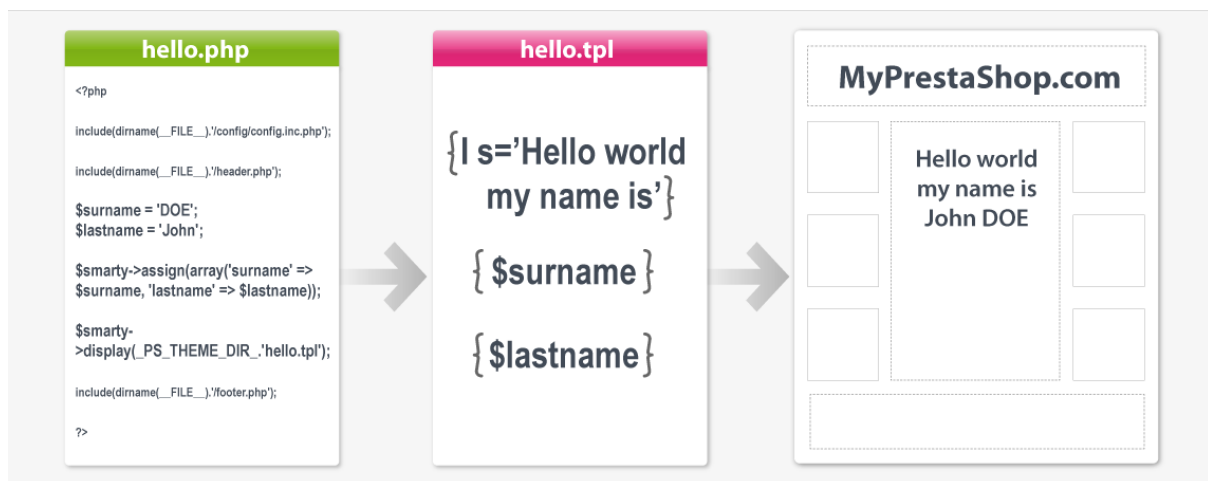 hello.php
<?php
include(dirname(__FILE__).'/config/config.inc.php');
include(dirname(__FILE__).'/header.php');
$surname = 'DOE';
$lastname = 'John';
$smarty->assign(array('surname' =>
$surname, 'lastname' => $lastname));
$smarty-
>display(_PS_THEME_DIR_.'hello.tpl');
include(dirname(__FILE__).'/footer.php');
?>
hello.tpl
{l s=’Hello world
my name is’}
{ $surname }
{ $lastname }
MyPrestaShop.com
Hello world
my name is
John DOE